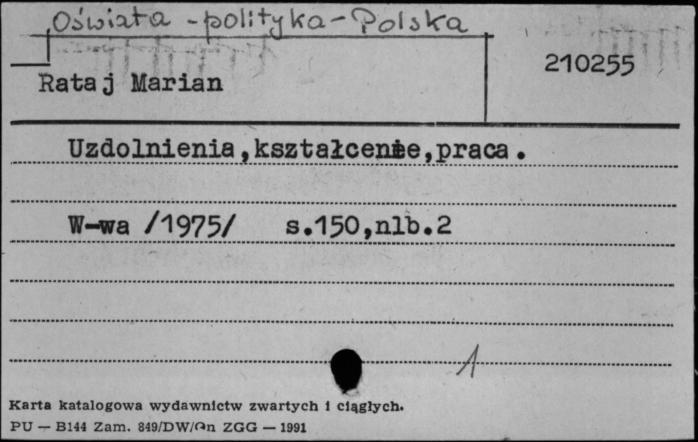 Oświata - polityka - Polska
210255
Rataj Marian
Uzdolnienia,kształcenie,praca.
W-wa /1975/ s.150,nlb.2
1
Karta katalogowa wydawnictw zwartych i ciągłych.
PU — B144 Zam. 849/DW/On ZGG — 1991